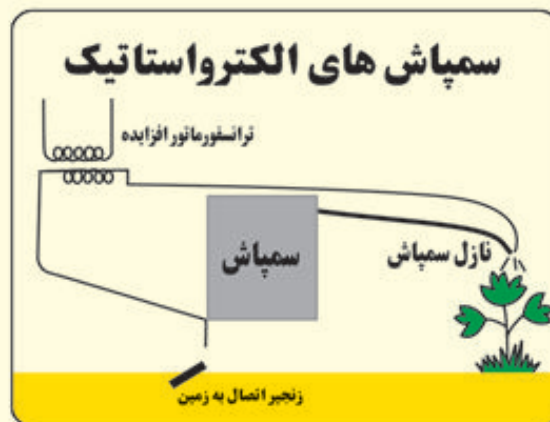 سمپاش های الکترواستاتیک
ترانسفورماتور افزاینده
سمپاش
نازل سمپاش
زنجیر اتصال به زمین